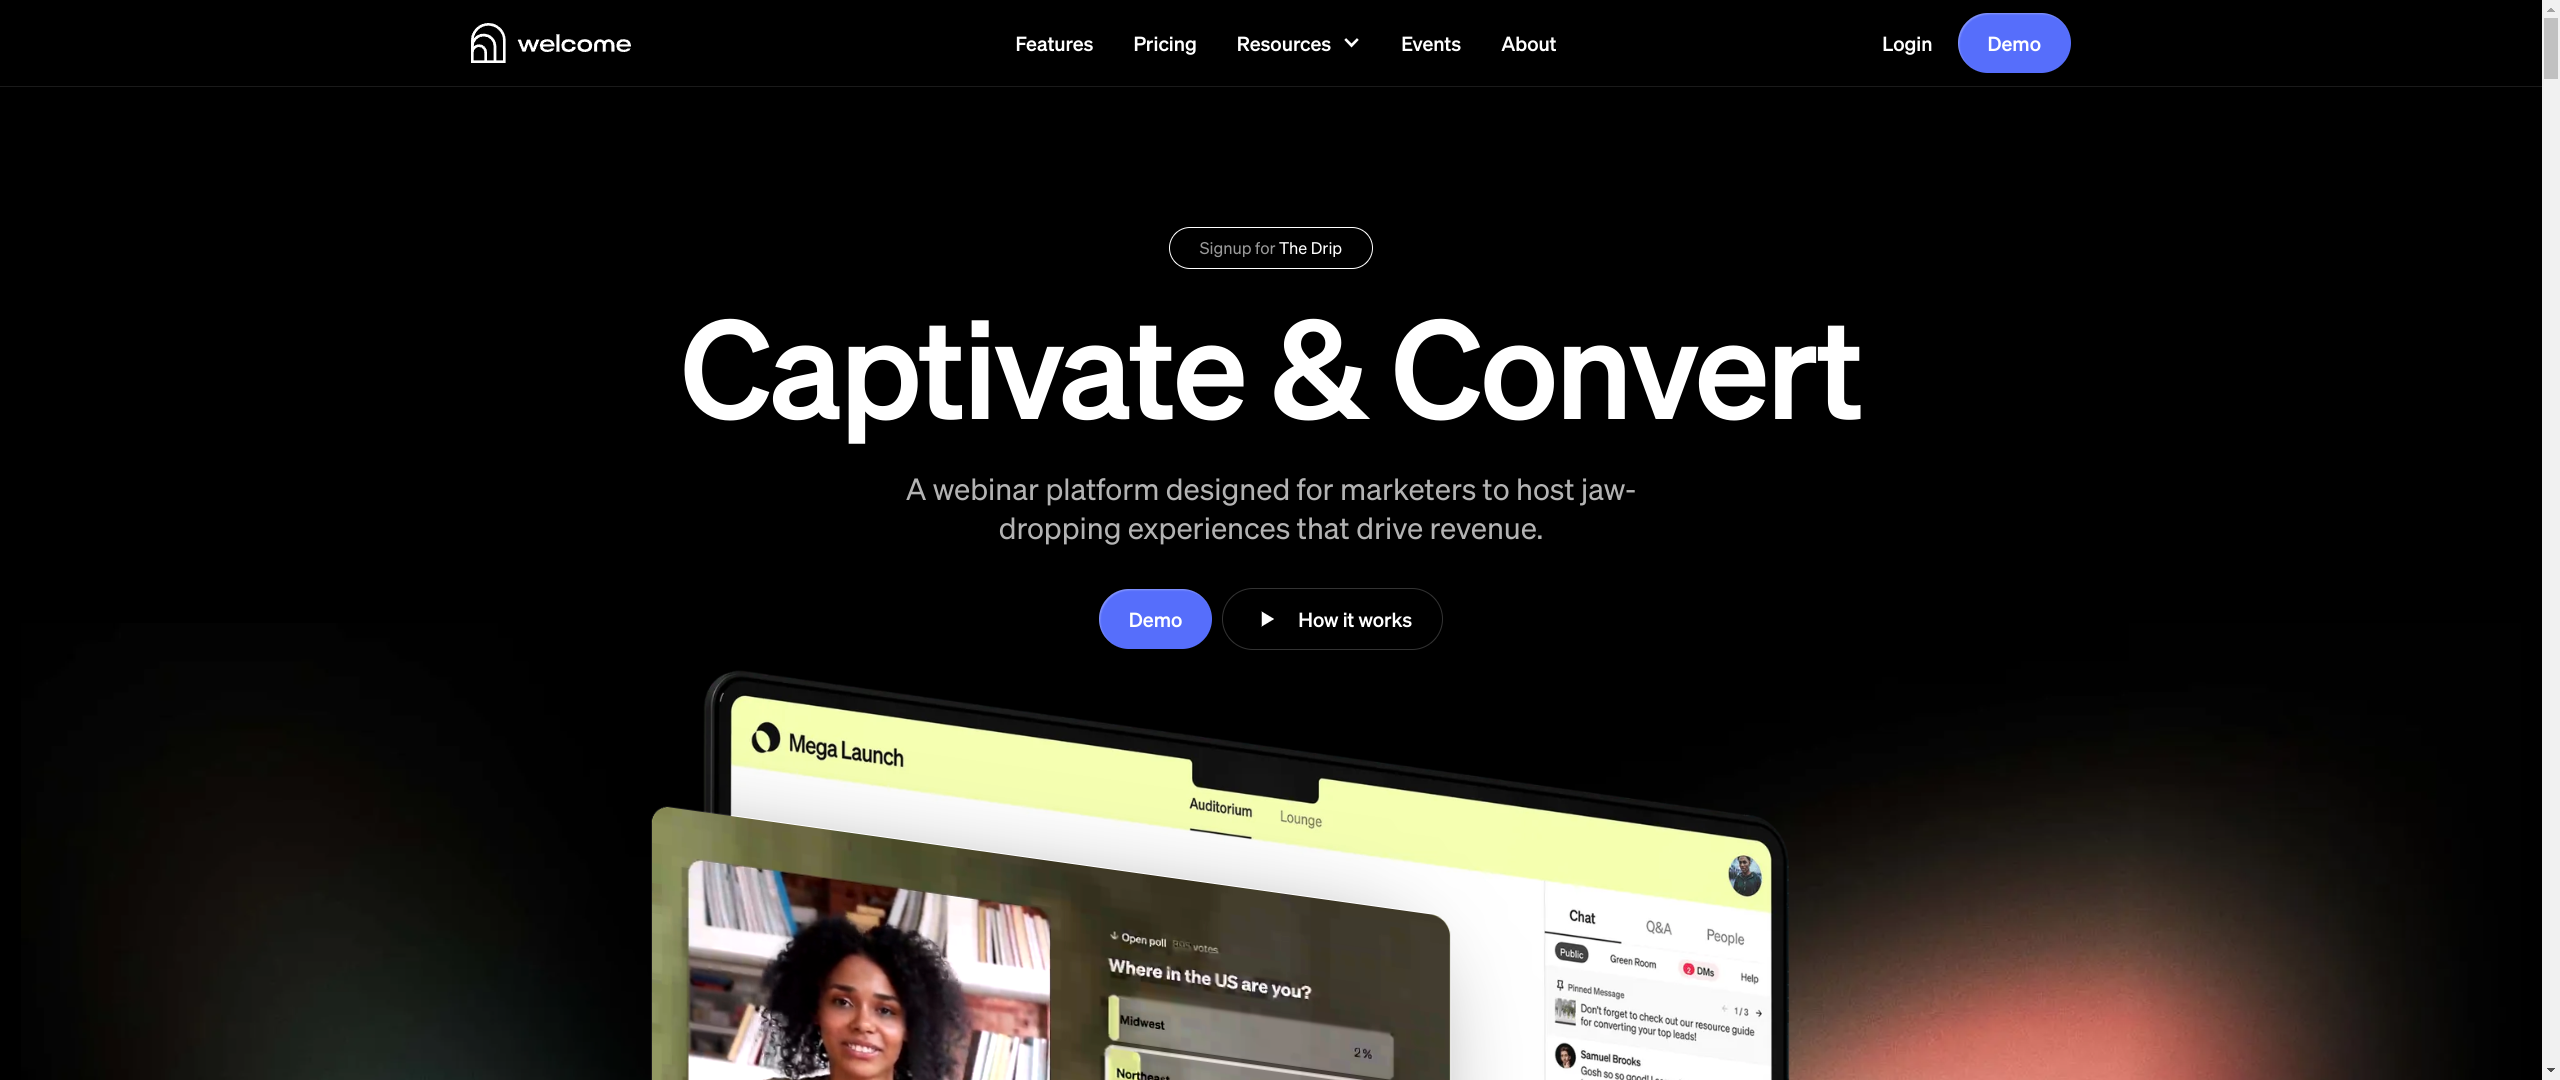 welcome
Features
Pricing
Resources
Events
About
Login
Demo
Signup for The Drip
Captivate & Convert
A webinar platform designed for marketers to host jaw-
dropping experiences that drive revenue.
Demo
How it works
Mega Launch
Auditorium
Lounge
Chat
Q&A
People
Public
Green Room
2 DMs
Help
Pinned Message
1/3
Don't forget to check out our resource guide
for converting your top leads!
Samuel Brooks
Gosh so so good!
Open poll votes
Where in the US are you?
Midwest
2%
Northeast